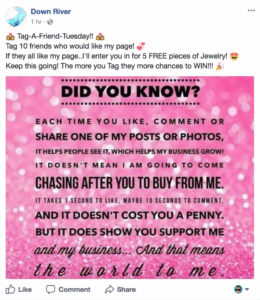 Down River
1 hr ·
Tag-A-Friend-Tuesday!!
Tag 10 friends who would like my page!
If they all like my page..I'll enter you in for 5 FREE pieces of Jewelry!
Keep this going! The more you Tag they more chances to WIN!!!
DID YOU KNOW?
EACH TIME YOU LIKE, COMMENT OR
SHARE ONE OF MY POSTS OR PHOTOS,
IT HELPS PEOPLE SEE IT, WHICH HELPS MY BUSINESS GROW!
IT DOESN'T MEAN I AM GOING TO COME
CHASING AFTER YOU TO BUY FROM ME.
IT TAKES 1 SECOND TO LIKE, MAYBE 10 SECONDS TO COMMENT.
AND IT DOESN'T COST YOU A PENNY.
BUT IT DOES SHOW YOU SUPPORT ME
and my business... And that means
the world to me.
Like Comment Share